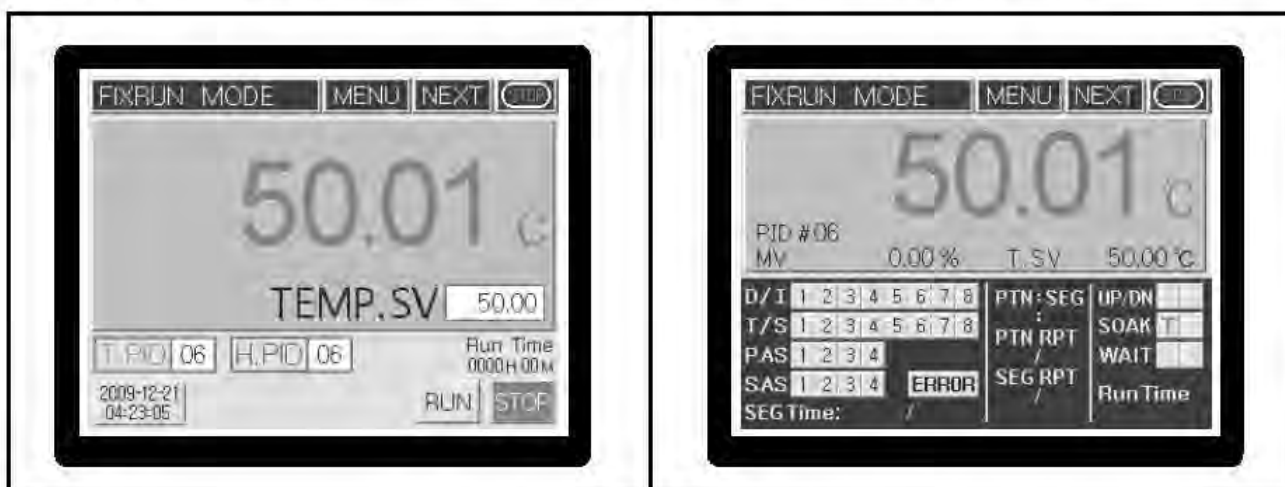 FIXRUN MODE MENU NEXT STOP
50.01 ℃
TEMP.SV 50.00
T.PID 06 H.PID 06 Run Time
0000H 00M
2009-12-21
04:23:05
RUN STOP
FIXRUN MODE MENU NEXT STOP
50.01 ℃
PID #06
MV 0.00 % T.SV 50.00 ℃
D/I 1 2 3 4 5 6 7 8 PTN:SEG UP/DN
:
T/S 1 2 3 4 5 6 7 8 PTN RPT SOAK T
/
PAS 1 2 3 4 WAIT
SAS 1 2 3 4 ERROR SEG RPT
/
Run Time
SEG Time: /